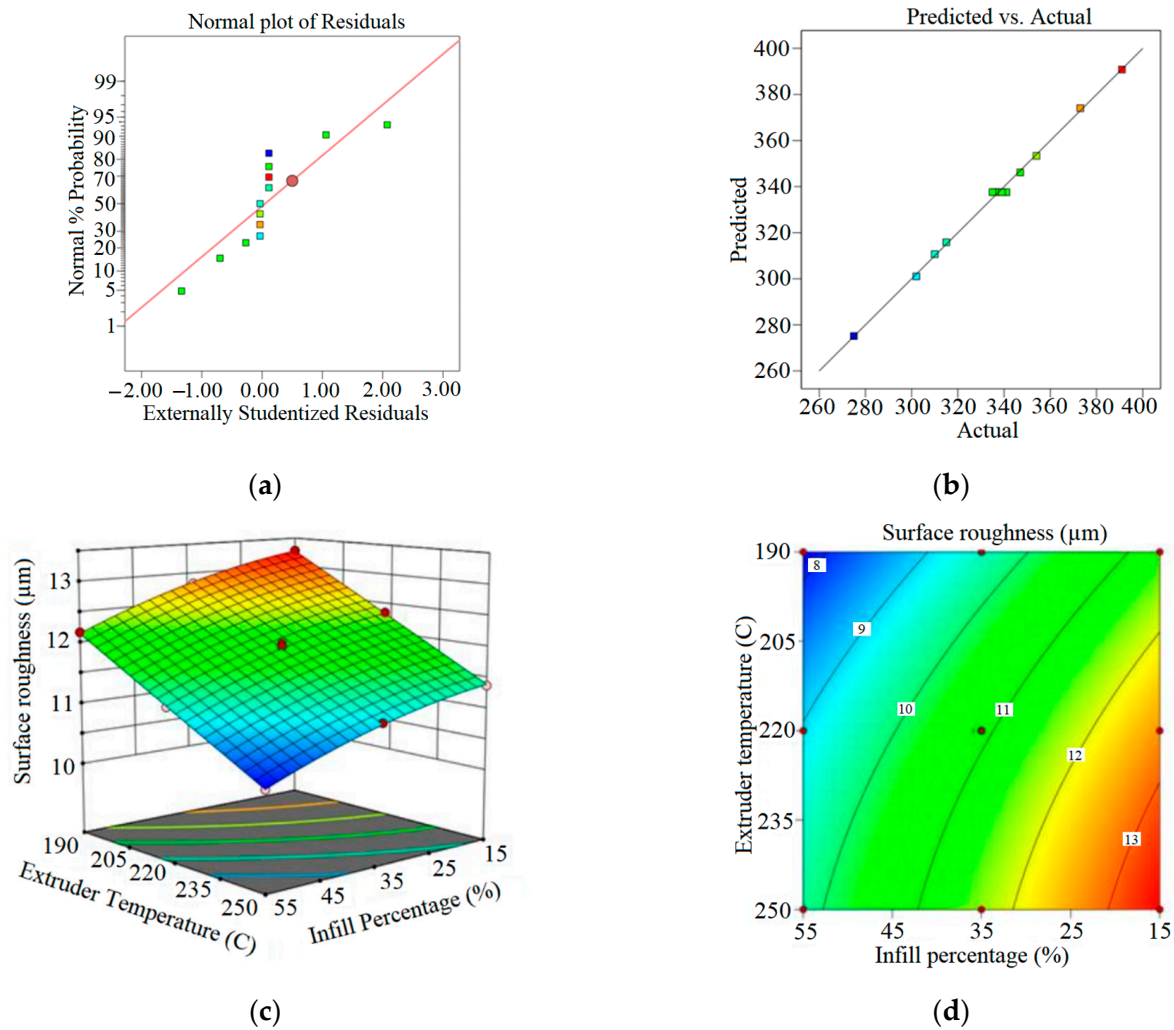 Normal plot of Residuals
Normal % Probability
99
95
90
80
70
50
30
20
10
5
1
−2.00 −1.00 0.00 1.00 2.00 3.00
Externally Studentized Residuals
(a)
Predicted vs. Actual
Predicted
400
380
360
340
320
300
280
260
260 280 300 320 340 360 380 400
Actual
(b)
Surface roughness (µm)
13
12
11
10
190
205
220
235
250
Extruder Temperature (C)
55
45
35
25
15
Infill Percentage (%)
(c)
Surface roughness (µm)
Extruder temperature (C)
190
205
220
235
250
8
9
10
11
12
13
55 45 35 25 15
Infill percentage (%)
(d)